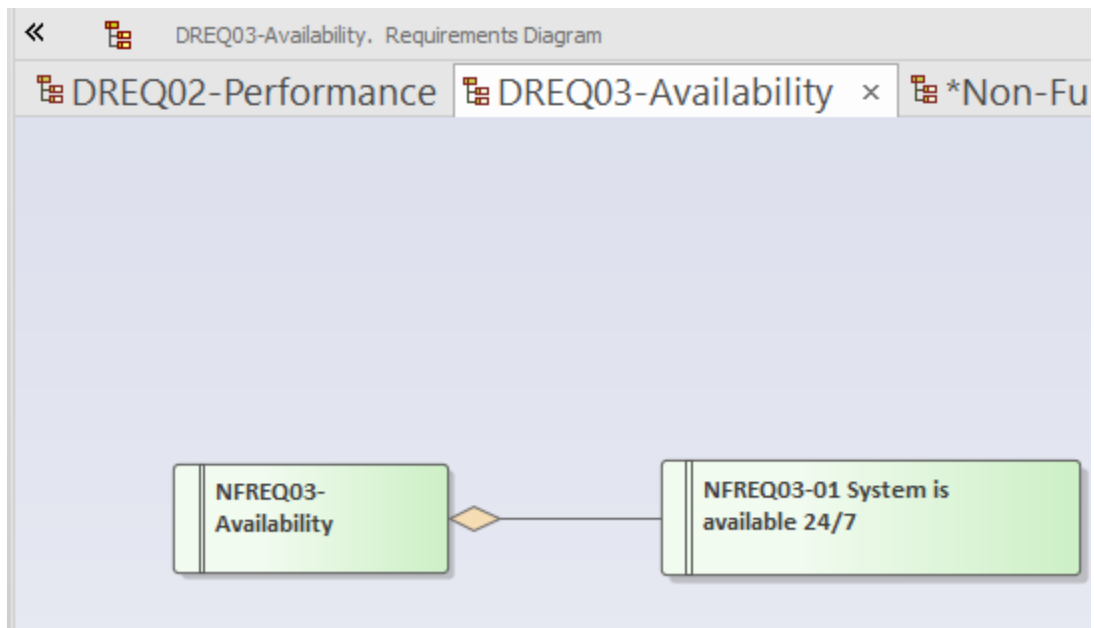 « DREQ03-Availability. Requirements Diagram
DREQ02-Performance DREQ03-Availability × *Non-Fu
NFREQ03-
Availability
NFREQ03-01 System is
available 24/7